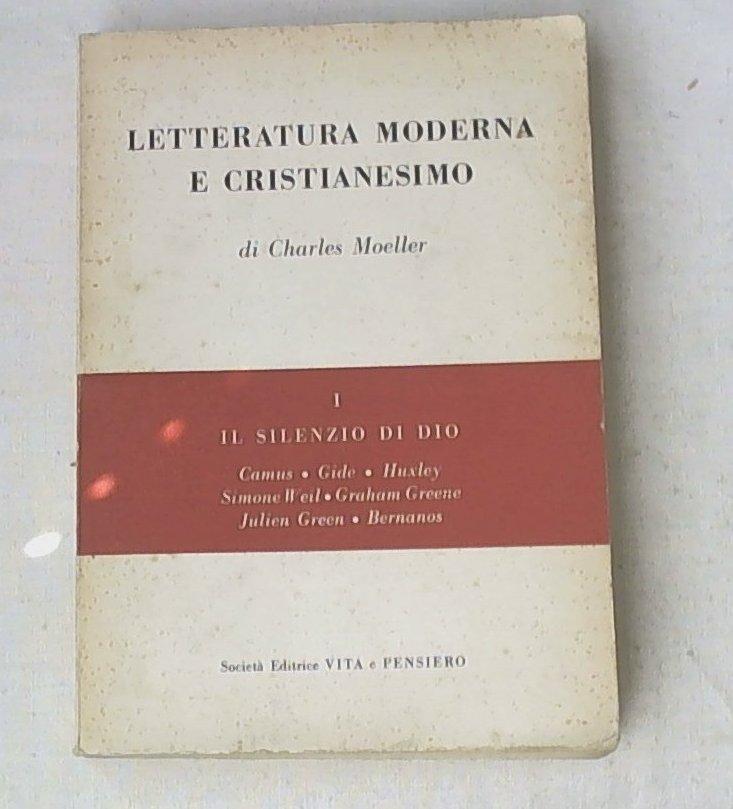 LETTERATURA MODERNA
E CRISTIANESIMO
di Charles Moeller
I
IL SILENZIO DI DIO
Camus • Gide • Huxley
Simone Weil • Graham Greene
Julien Green • Bernanos
Società Editrice VITA e PENSIERO